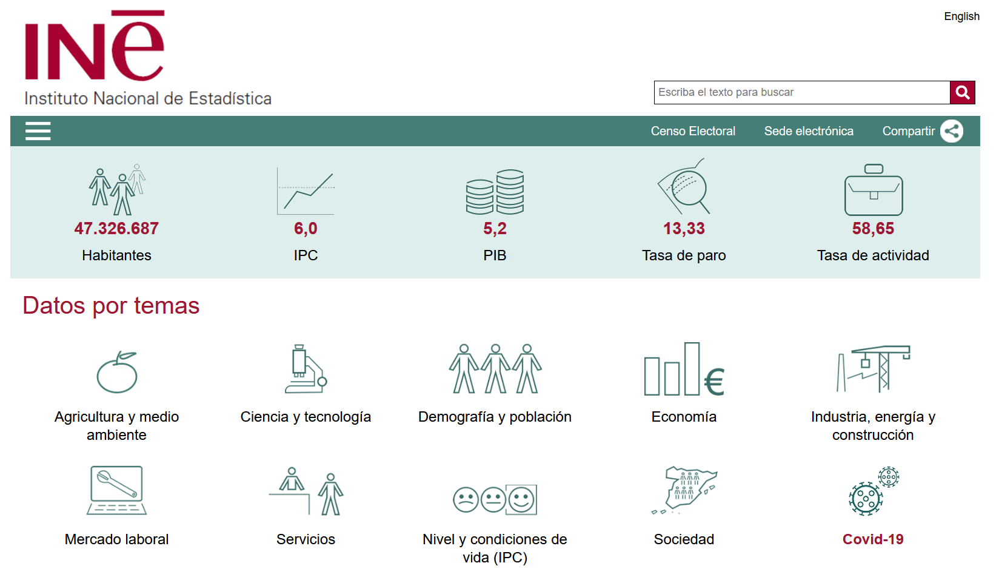 INe
English
Instituto Nacional de Estadística
Escriba el texto para buscar
Censo Electoral Sede electrónica Compartir
47.326.687 6,0 5,2 13,33 58,65
Habitantes IPC PIB Tasa de paro Tasa de actividad
Datos por temas
€
Agricultura y medio ambiente
Ciencia y tecnología
Demografía y población
Economía
Industria, energía y construcción
Mercado laboral
Servicios
Nivel y condiciones de vida (IPC)
Sociedad
Covid-19